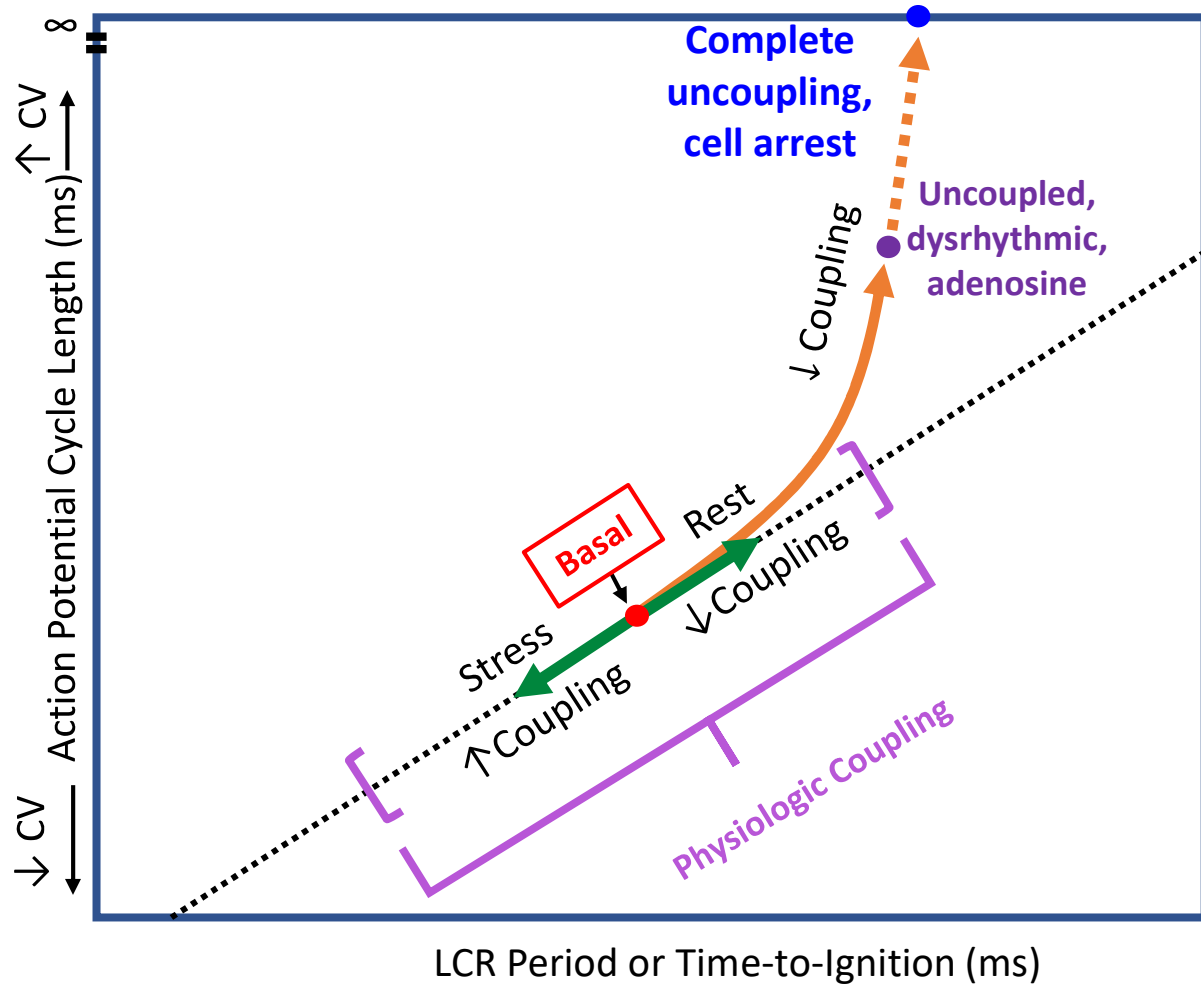 ∞
↑ CV
Action Potential Cycle Length (ms)
↓ CV
Complete
uncoupling,
cell arrest
Uncoupled,
dysrhythmic,
adenosine
↓ Coupling
Basal
Rest
↓ Coupling
Stress
↑ Coupling
Physiologic Coupling
LCR Period or Time-to-Ignition (ms)